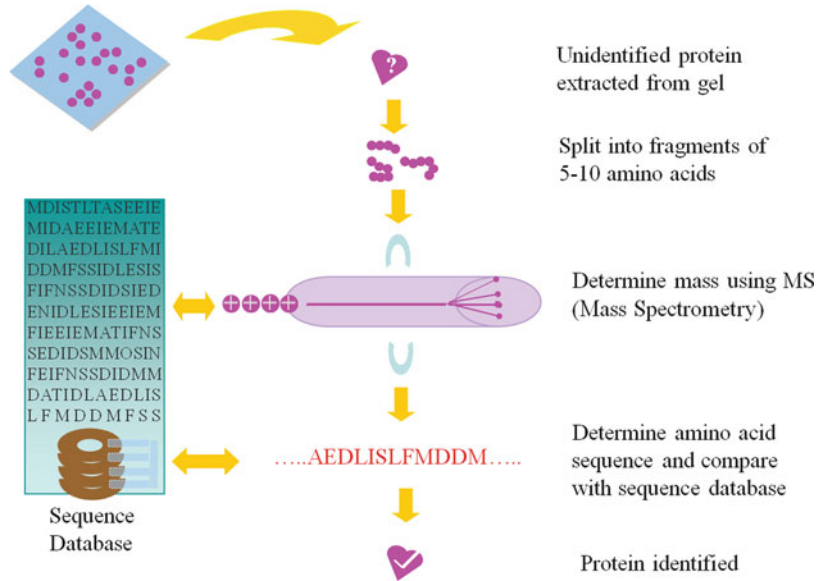 ?
Unidentified protein
extracted from gel
Split into fragments of
5-10 amino acids
MDISTLTASEEIE
MIDAEEIEMATE
DILAEDLISLFMI
DDMFSSIDLESIS
FIFNSSDIDSIED
ENIDLESIEEIEM
FIEEIEMATIFNS
SEDIDSMMOSIN
FEIFNSSDIDMM
DATIDLAEDLIS
LFMDDMFSS
++++
Determine mass using MS
(Mass Spectrometry)
.....AEDLISLFMDDM.....
Determine amino acid
sequence and compare
with sequence database
Sequence
Database
Protein identified